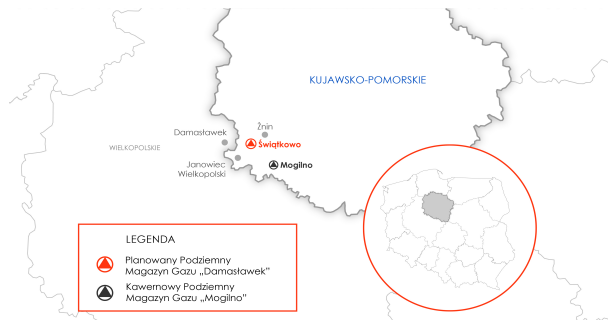 KUJAWSKO-POMORSKIE
Żnin
Damasławek
Świątkowo
WIELKOPOLSKIE
Janowiec
Wielkopolski
Mogilno
LEGENDA
Planowany Podziemny
Magazyn Gazu „Damasławek"
Kawernowy Podziemny
Magazyn Gazu „Mogilno"